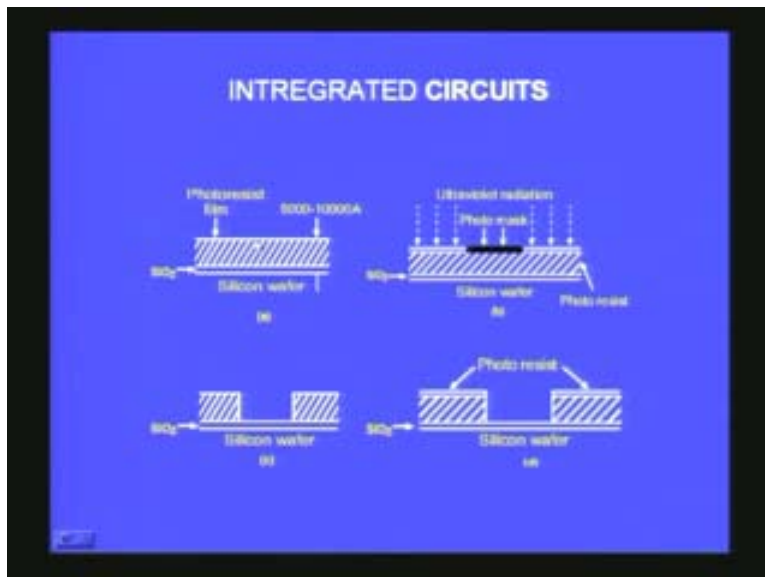 INTREGRATED CIRCUITS
Photoresist
film
5000-10000A
SiO2
Silicon wafer
(a)
Ultraviolet radiation
Photo mask
SiO2
Silicon wafer
Photo resist
(b)
SiO2
Silicon wafer
(c)
Photo resist
SiO2
Silicon wafer
(d)